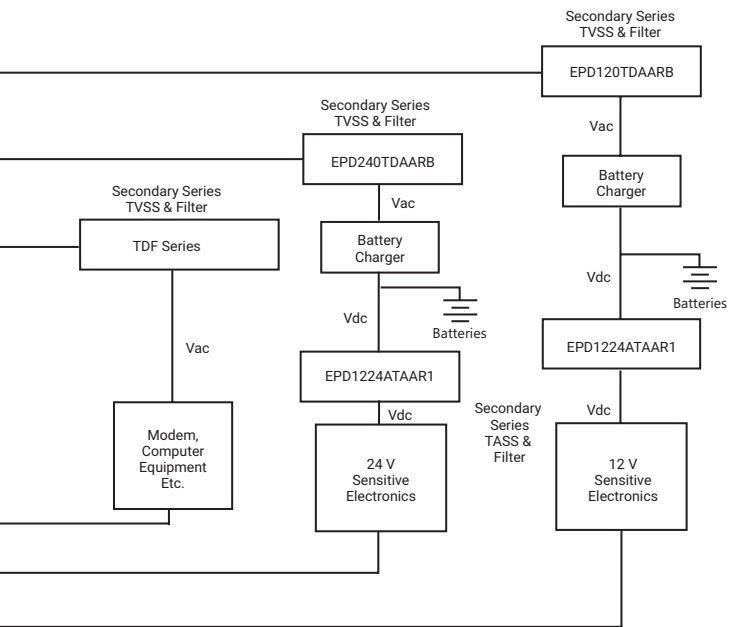 Secondary Series
TVSS & Filter
EPD120TDAARB
Vac
Battery
Charger
Vdc
Batteries
EPD1224ATAAR1
Vdc
12 V
Sensitive
Electronics
Secondary Series
TVSS & Filter
EPD240TDAARB
Vac
Battery
Charger
Vdc
Batteries
EPD1224ATAAR1
Vdc
24 V
Sensitive
Electronics
Secondary
Series
TASS &
Filter
Secondary Series
TVSS & Filter
TDF Series
Vac
Modem,
Computer
Equipment
Etc.